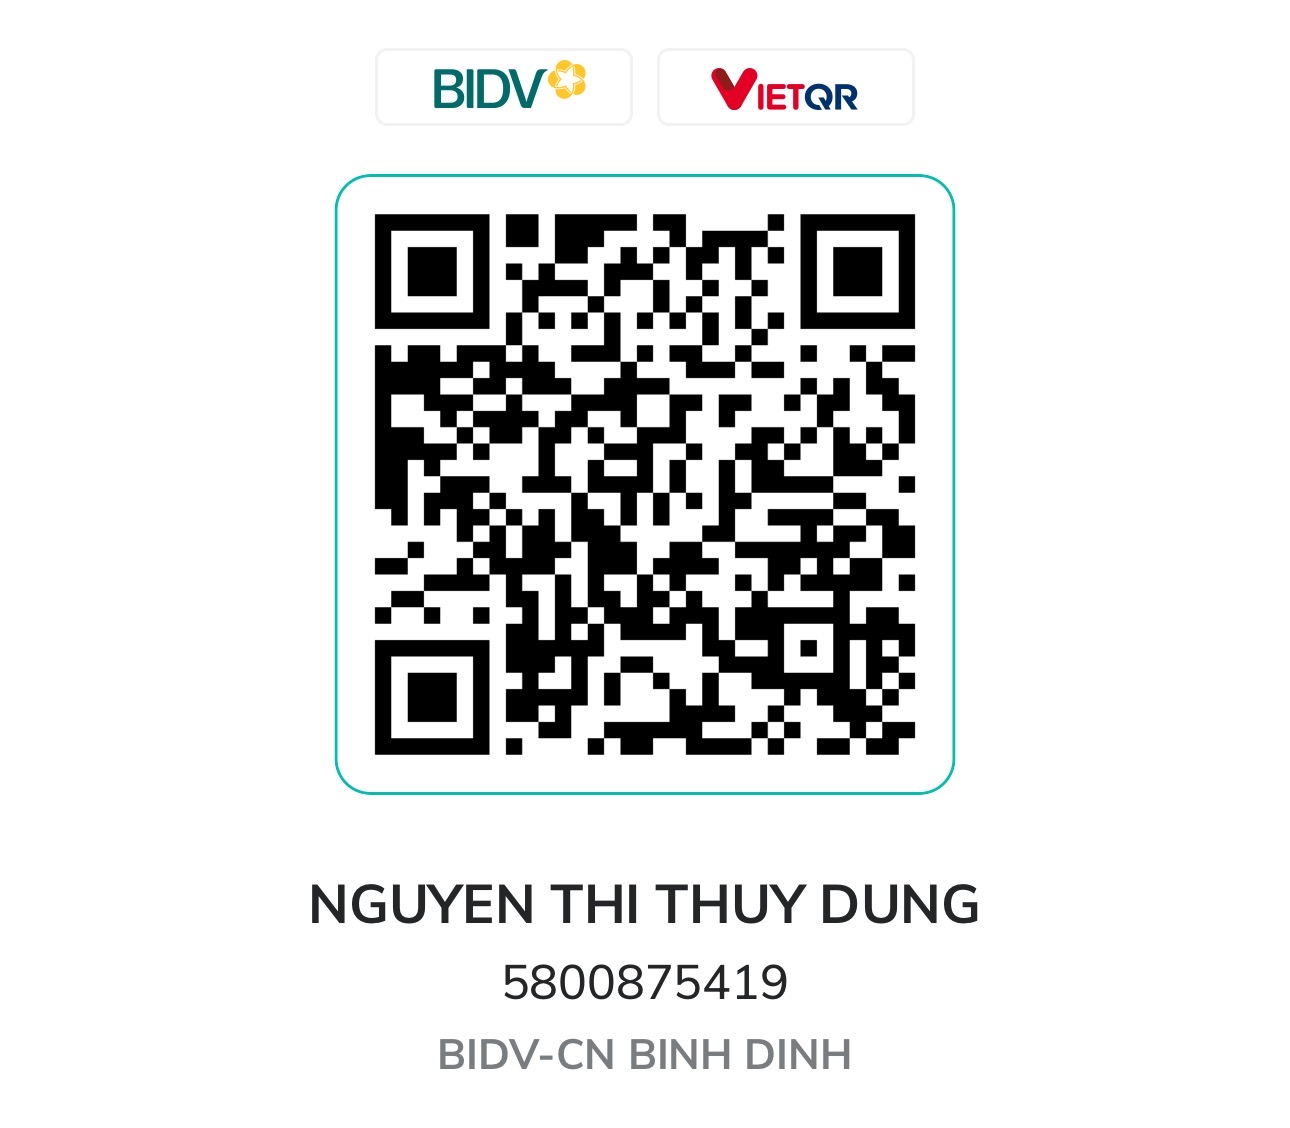 BIDV
VIETQR
NGUYEN THI THUY DUNG
5800875419
BIDV-CN BINH DINH